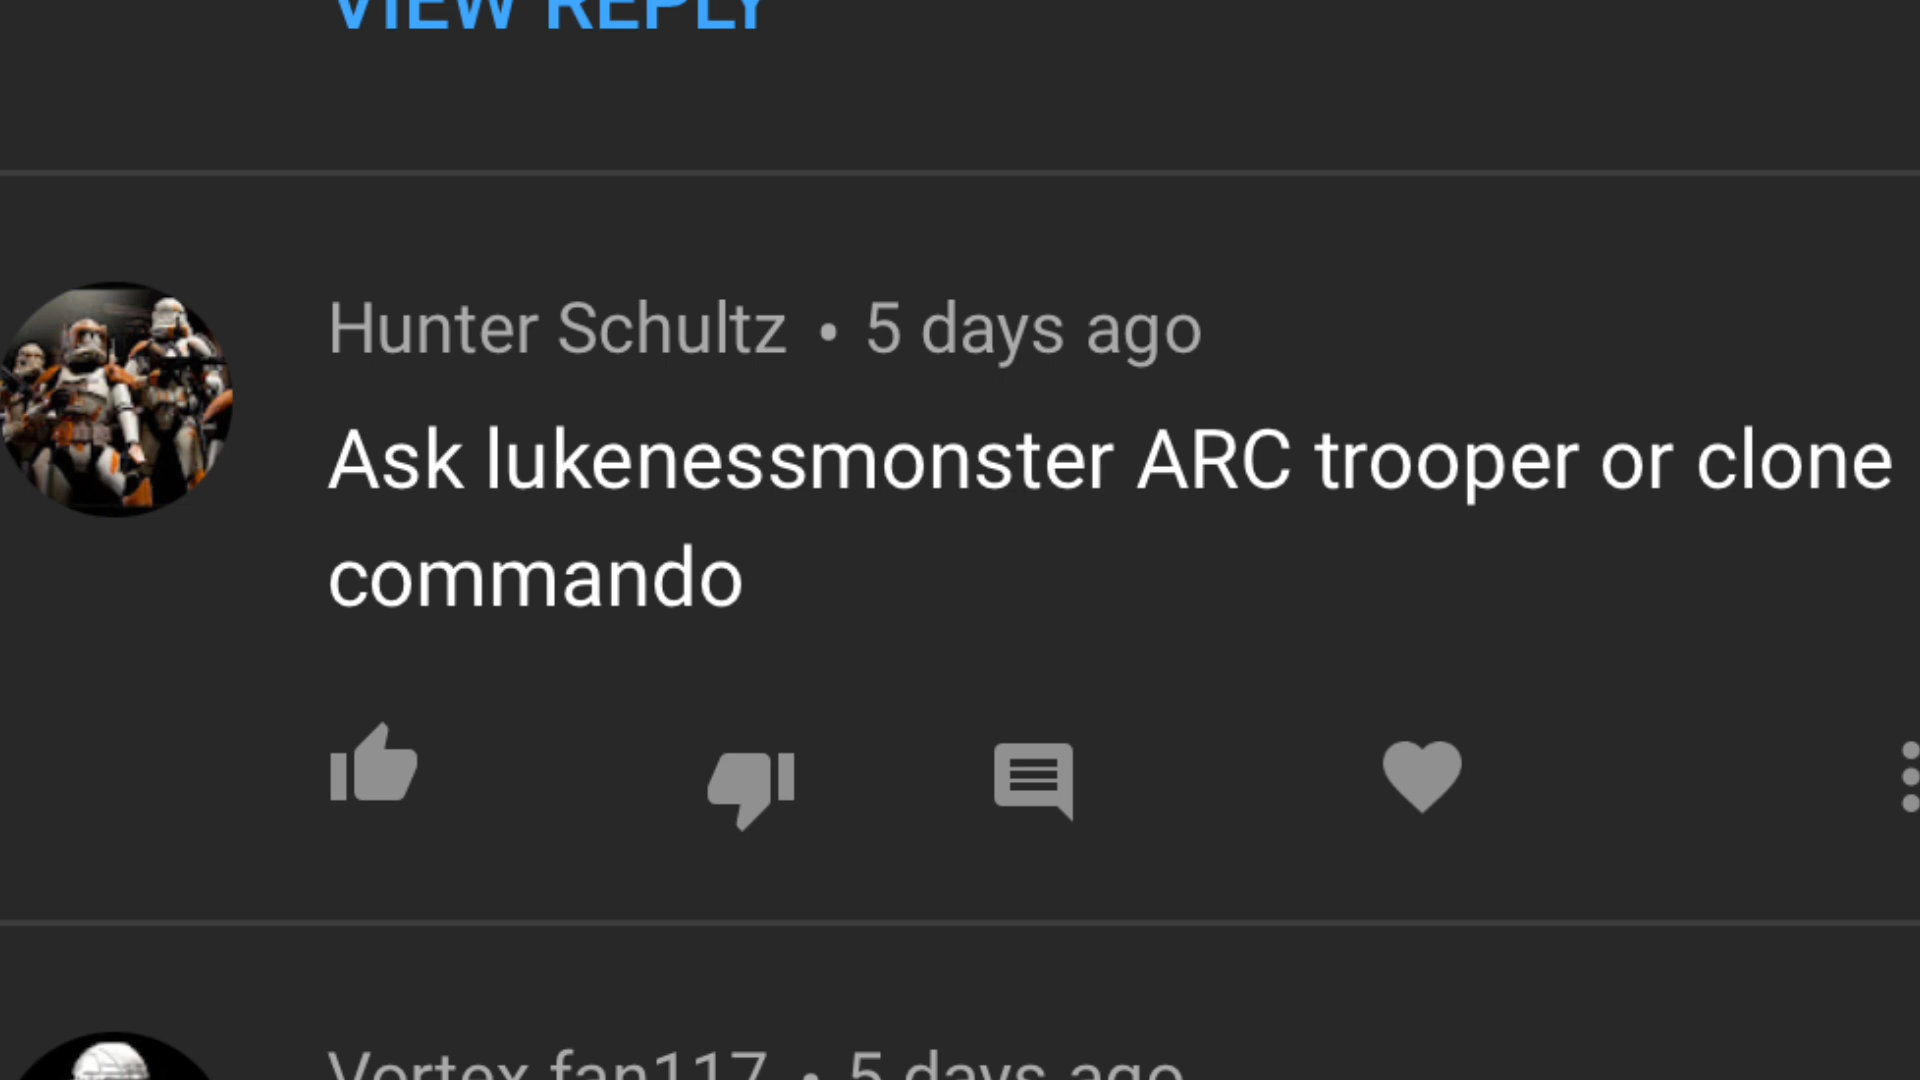 VIEW REPLY
Hunter Schultz • 5 days ago
Ask lukenessmonster ARC trooper or clone
commando
Vortex fan117 • 5 days ago